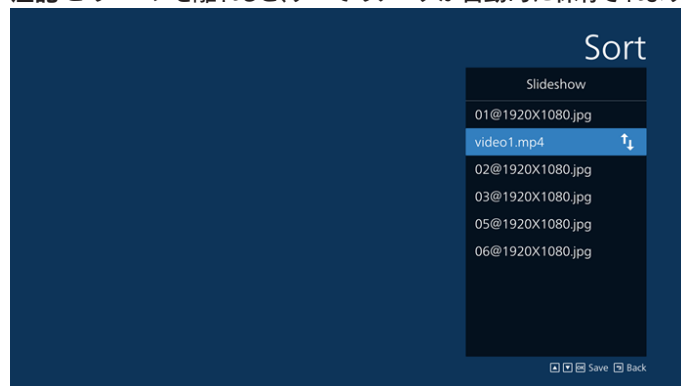 Sort
Slideshow
01@1920X1080.jpg
video1.mp4
02@1920X1080.jpg
03@1920X1080.jpg
05@1920X1080.jpg
06@1920X1080.jpg
OK Save Back